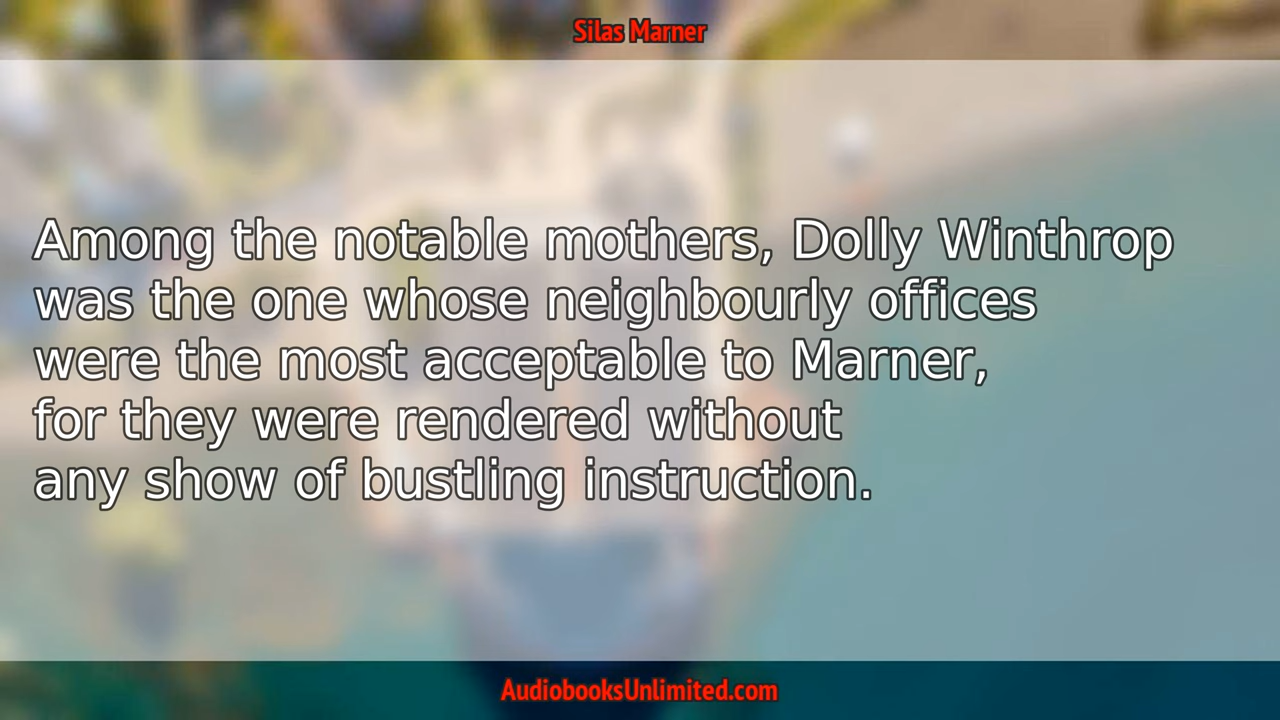 Silas Marner
Among the notable mothers, Dolly Winthrop
was the one whose neighbourly offices
were the most acceptable to Marner,
for they were rendered without
any show of bustling instruction.
AudiobooksUnlimited.com